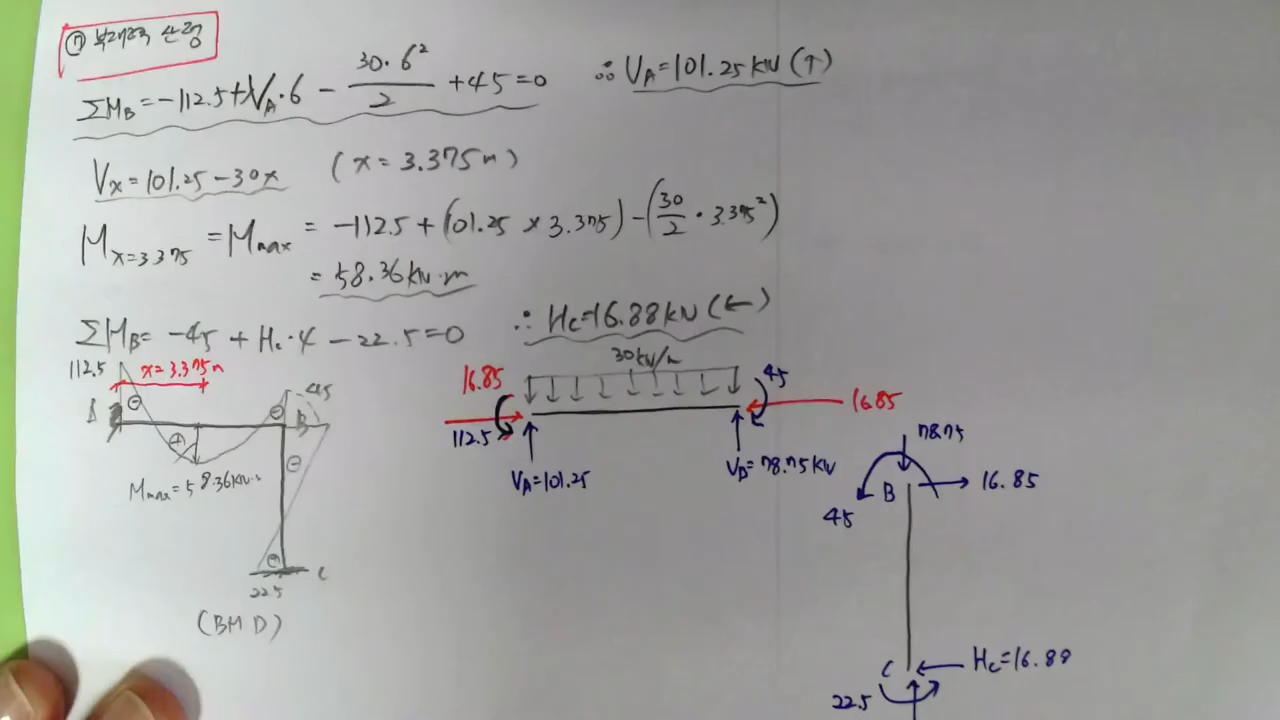 ⑦ 부재력 산정
ΣM_B = -112.5 + V_A·6 - 30·6²/2 + 45 = 0 ∴ V_A = 101.25 kN (↑)
V_x = 101.25 - 30x (x = 3.375m)
M_x=3.375 = M_max = -112.5 + (101.25 × 3.375) - (30/2 · 3.375²)
= 58.36 kN·m
ΣM_B = -45 + H_c·4 - 22.5 = 0 ∴ H_c = 16.88 kN (←)
112.5 x = 3.375m
A ⊖ ⊖ 45 B
⊕ ⊖
M_max = 58.36 kN·
⊖ C
22.5
(BMD)
30 kN/m
16.85 45 16.85
112.5
V_A = 101.25 V_B = 78.75 kN
78.75
B 16.85
45
C H_c = 16.88
22.5